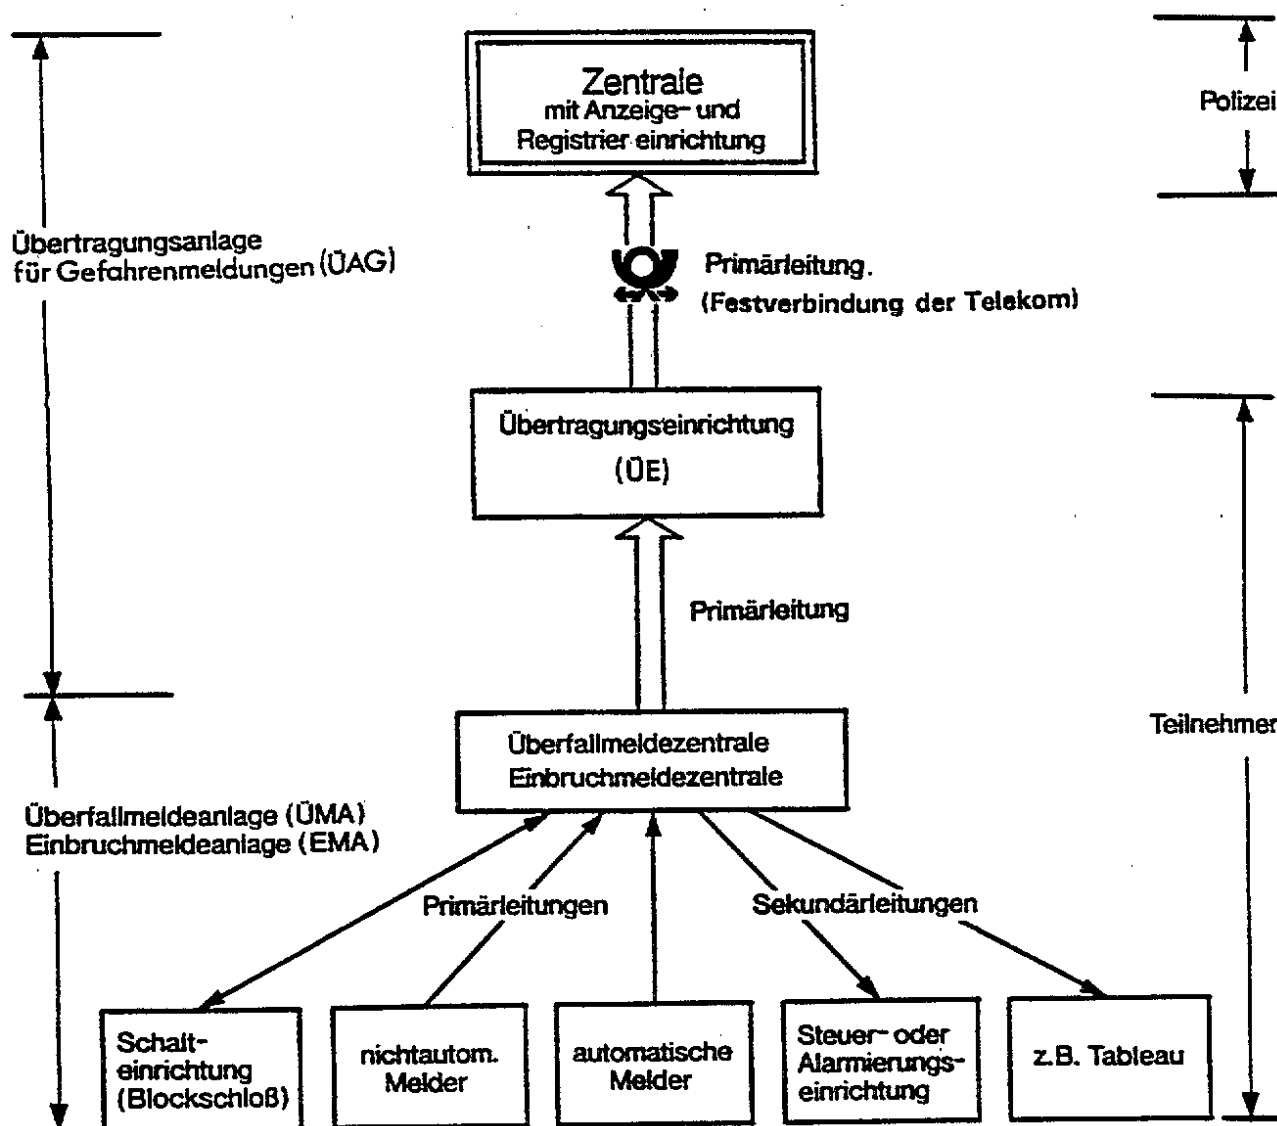 Zentrale
mit Anzeige- und
Registrier einrichtung
Polizei
Übertragungsanlage
für Gefahrenmeldungen (ÜAG)
Primärleitung.
(Festverbindung der Telekom)
Übertragungseinrichtung
(ÜE)
Primärleitung
Teilnehmer
Überfallmeldezentrale
Einbruchmeldezentrale
Überfallmeldeanlage (ÜMA)
Einbruchmeldeanlage (EMA)
Primärleitungen
Sekundärleitungen
Schalt-
einrichtung
(Blockschloß)
nichtautom.
Melder
automatische
Melder
Steuer- oder
Alarmierungs-
einrichtung
z.B. Tableau